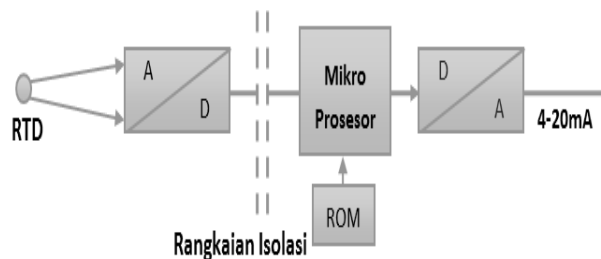 RTD
A
D
Rangkaian Isolasi
Mikro
Prosesor
ROM
D
A
4-20mA